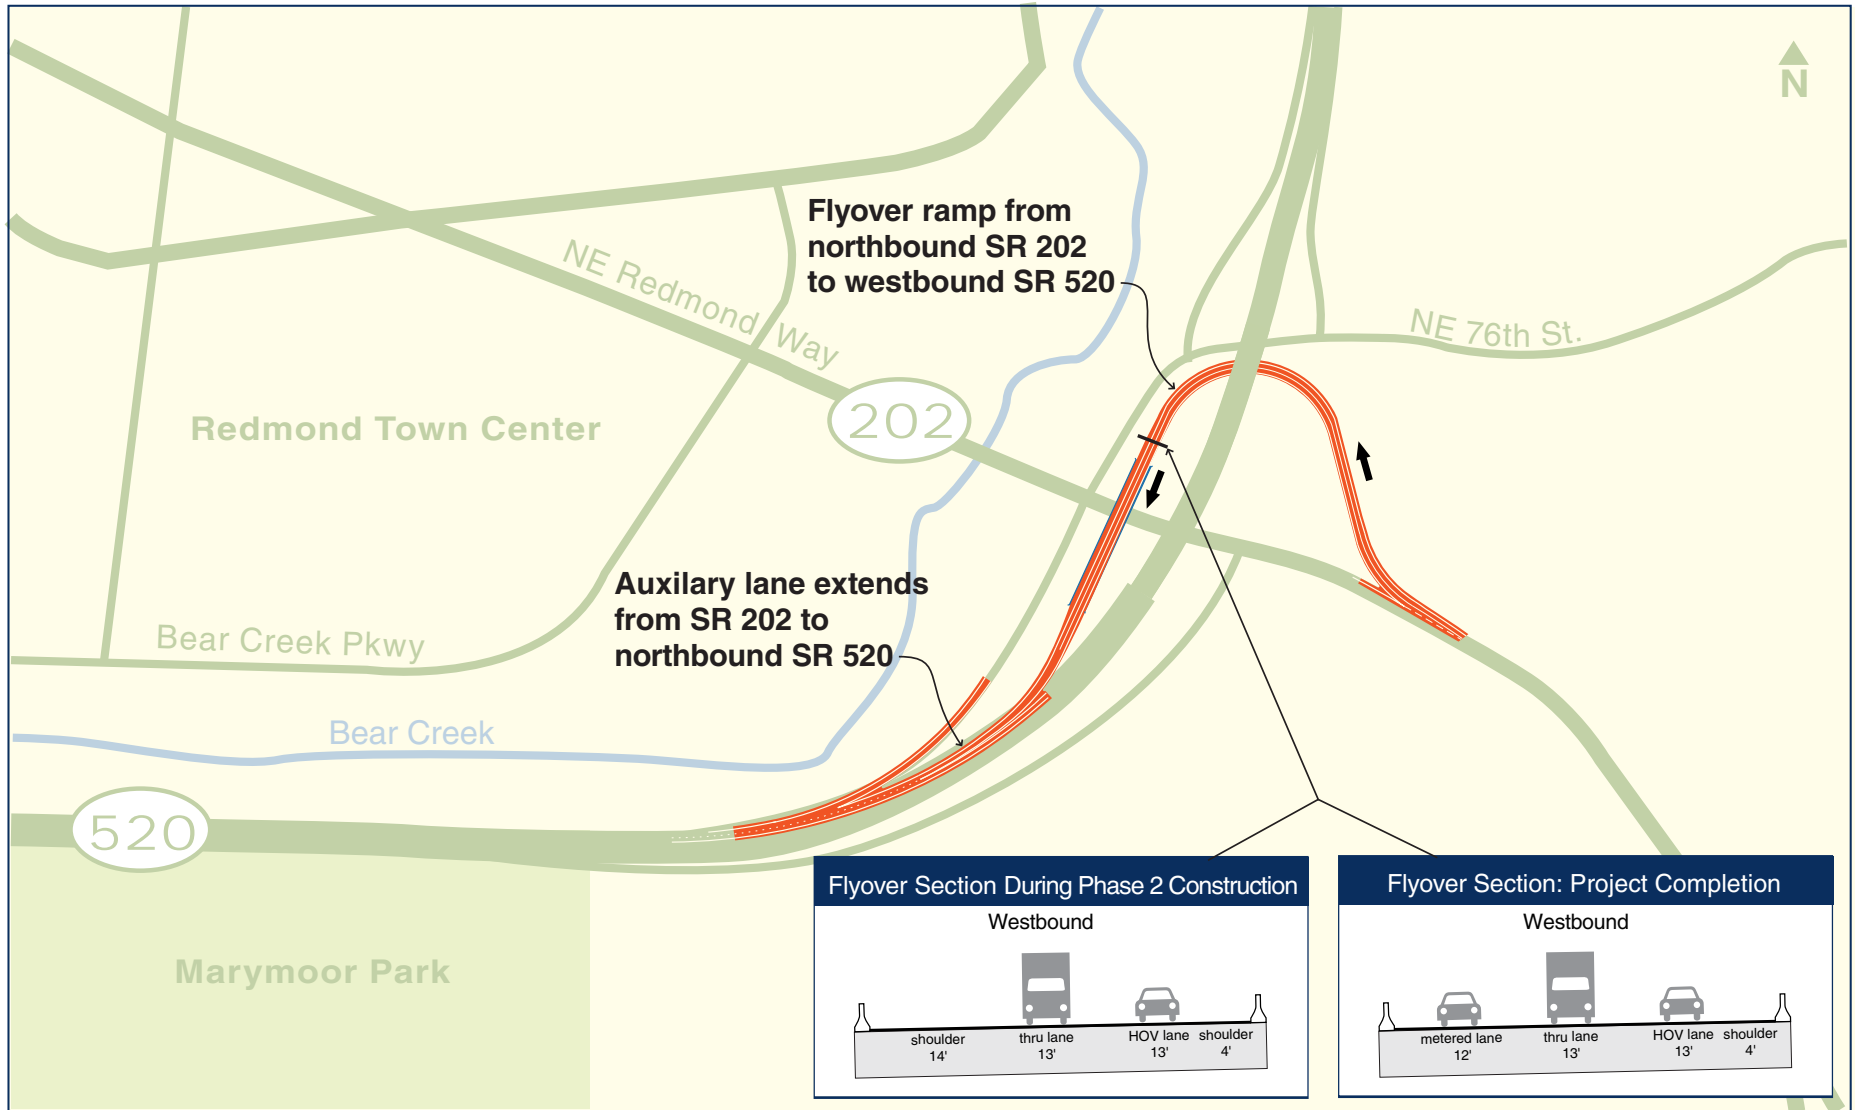 N
Flyover ramp from
northbound SR 202
to westbound SR 520
NE Redmond Way
NE 76th St.
202
Redmond Town Center
Auxilary lane extends
from SR 202 to
northbound SR 520
Bear Creek Pkwy
Bear Creek
520
Marymoor Park
Flyover Section During Phase 2 Construction
Westbound
shoulder thru lane HOV lane shoulder
14' 13' 13' 4'
Flyover Section: Project Completion
Westbound
metered lane thru lane HOV lane shoulder
12' 13' 13' 4'